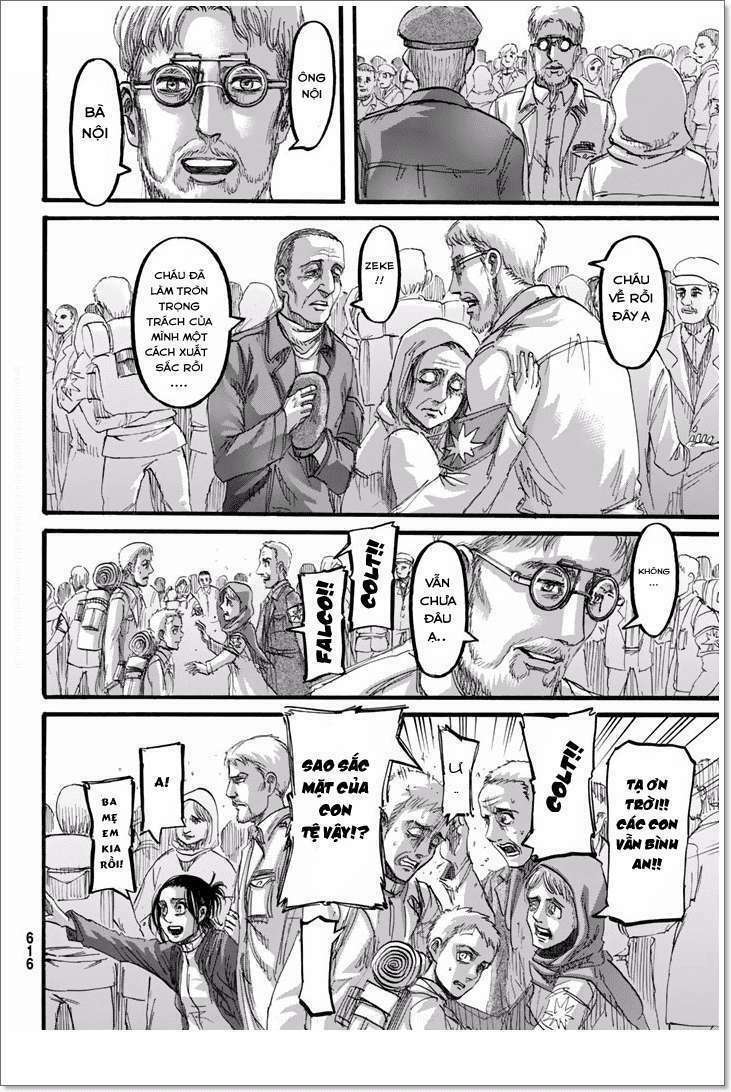 ÔNG
NỘI
BÀ
NỘI
CHÁU
VỀ RỒI
ĐÂY Ạ
ZEKE
!!
CHÁU ĐÃ
LÀM TRÒN
TRỌNG
TRÁCH CỦA
MÌNH MỘT
CÁCH XUẤT
SẮC RỒI
....
KHÔNG
...
VẪN
CHƯA
ĐÂU
Ạ..
COLT!!
FALCO!!
TẠ ƠN
TRỜI!!
CÁC CON
VẪN BÌNH
AN!!
COLT!!
Ư..
SAO SẮC
MẶT CỦA
CON
TỆ VẬY!?
A!
BA
MẸ
EM
KIA
RỒI!
616